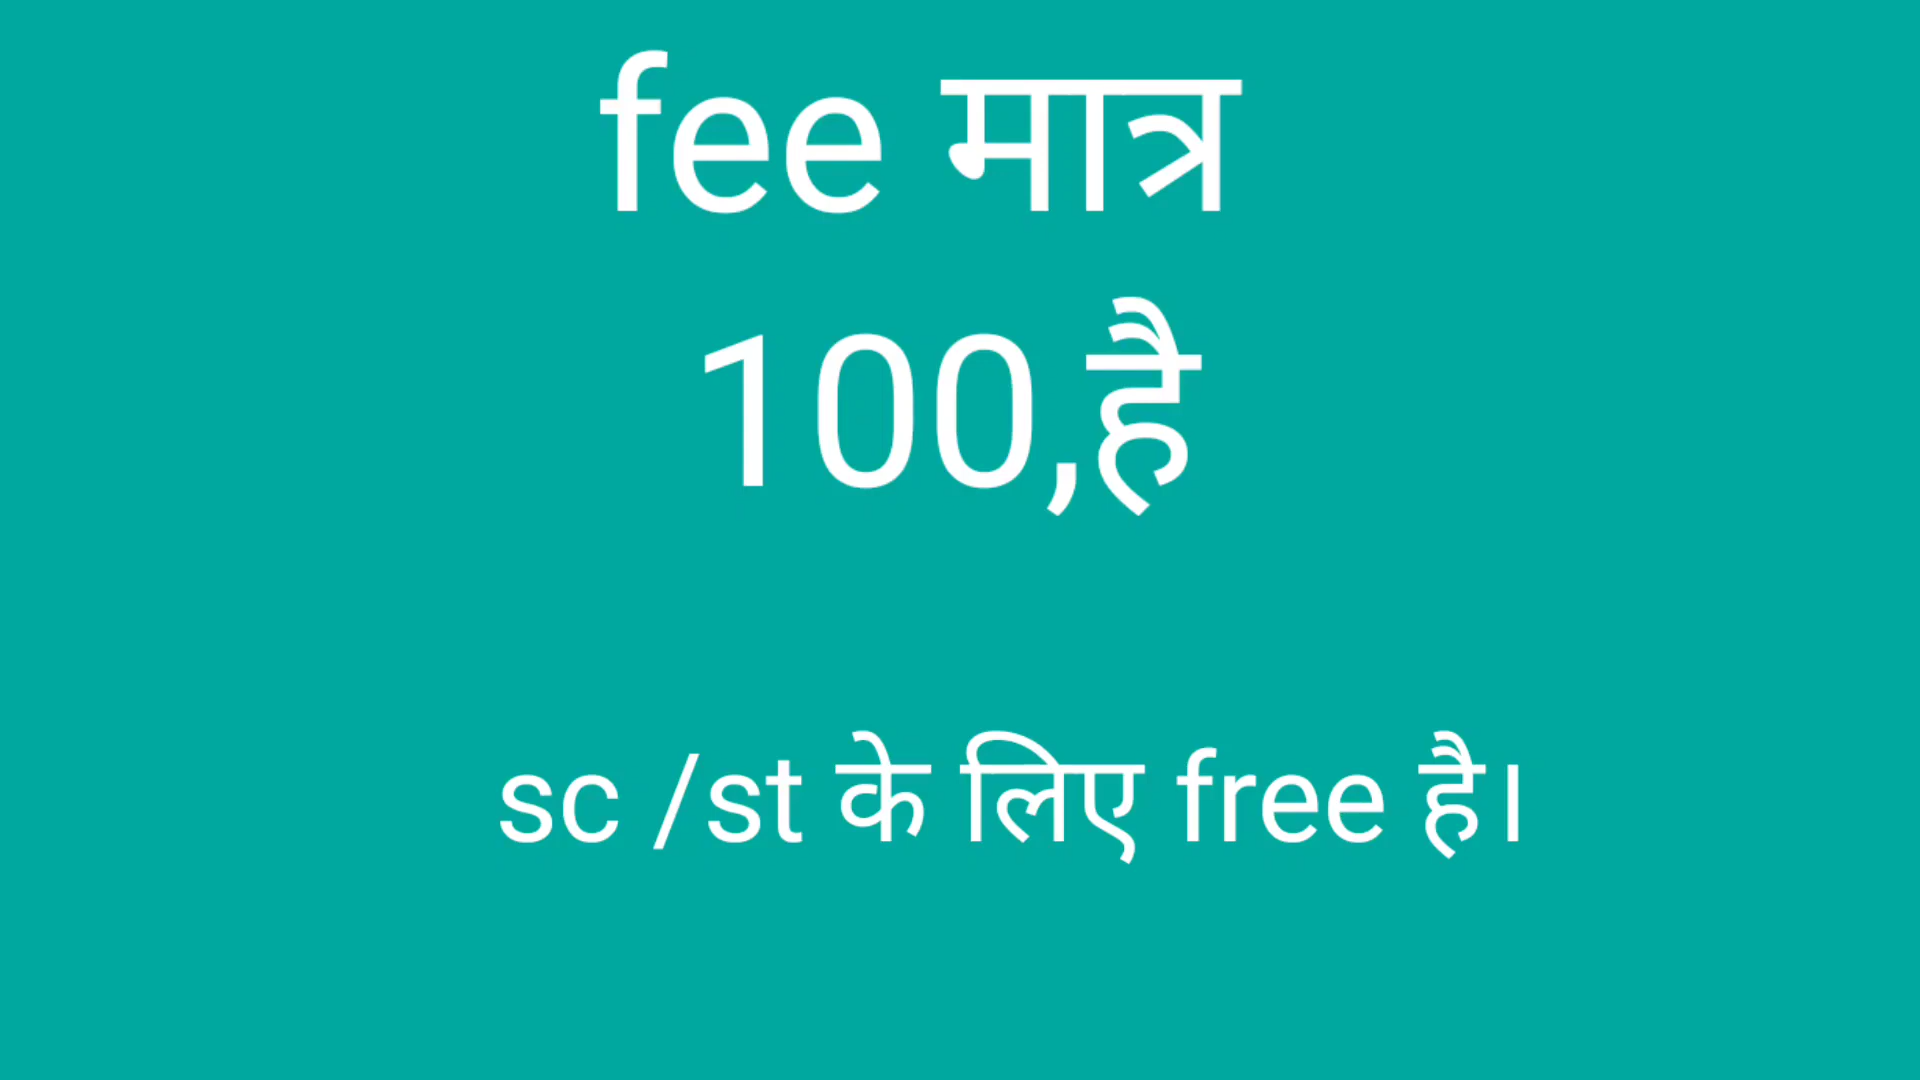 fee मात्र
100,है
sc /st के लिए free है।